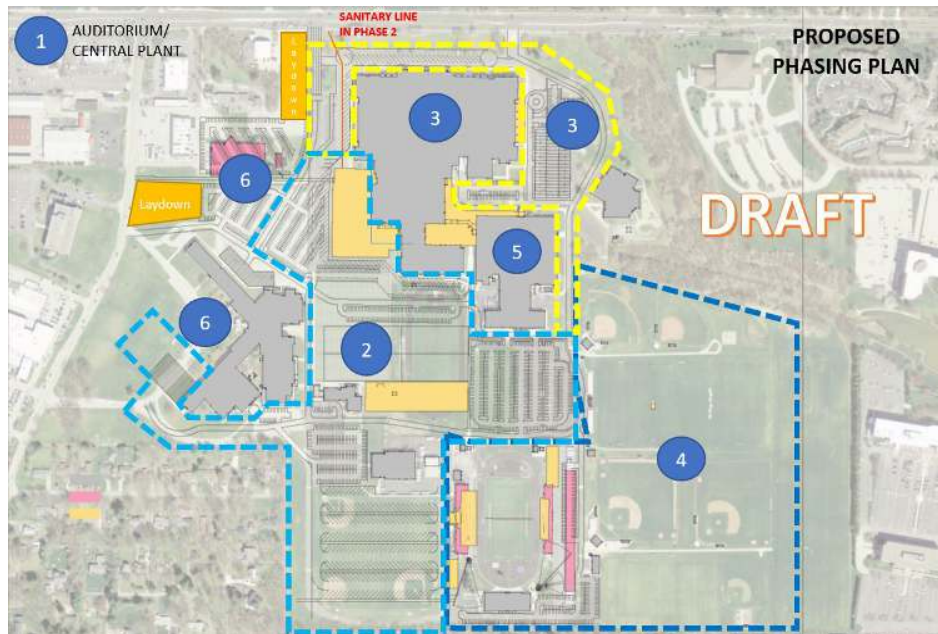 1
AUDITORIUM/
CENTRAL PLANT
SANITARY LINE
IN PHASE 2
PROPOSED
PHASING PLAN
Laydown
3
3
6
Laydown
DRAFT
5
6
2
4